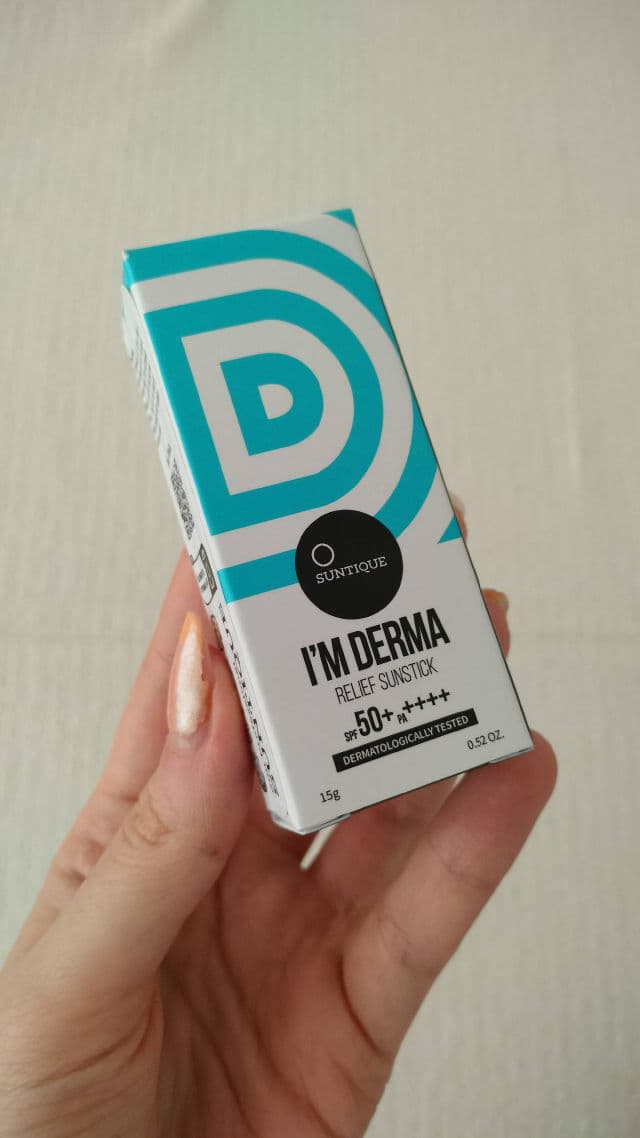 D
SUNTIQUE
I'M DERMA
RELIEF SUNSTICK
SPF 50+ PA++++
DERMATOLOGICALLY TESTED
15g 0.52 OZ.